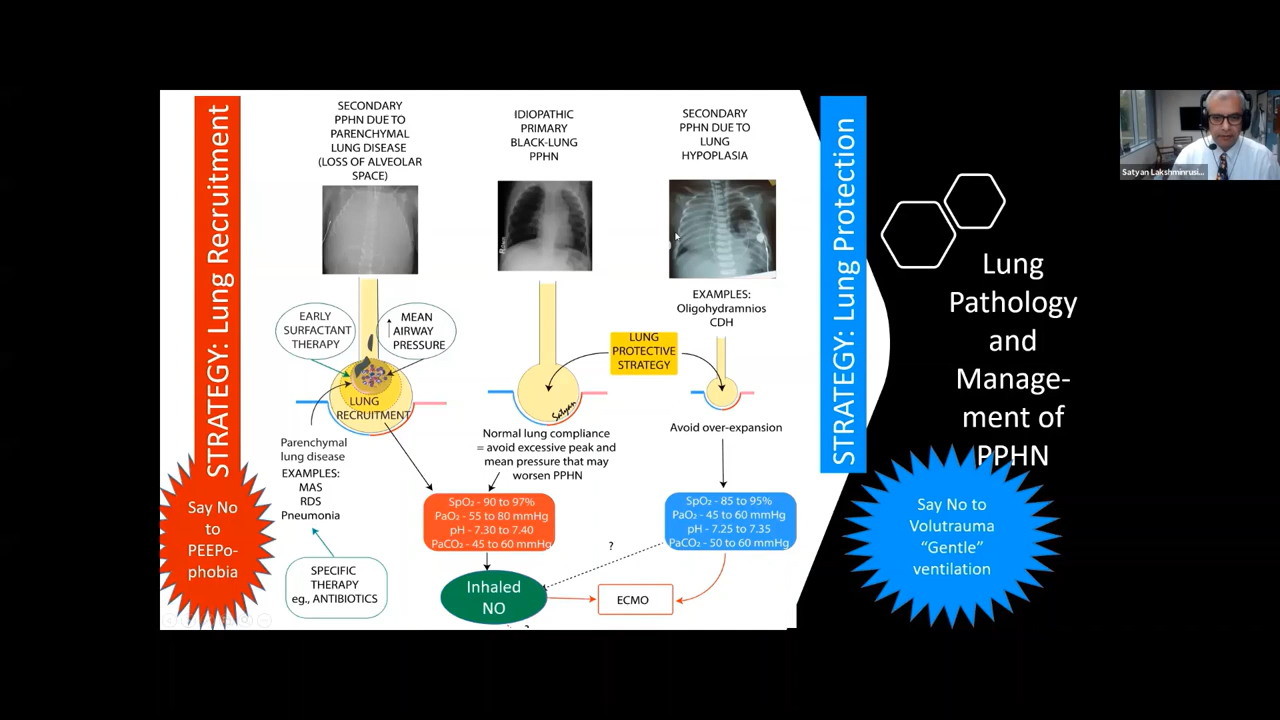 STRATEGY: Lung Recruitment
Say No
to
PEEPo-
phobia
SECONDARY
PPHN DUE TO
PARENCHYMAL
LUNG DISEASE
(LOSS OF ALVEOLAR
SPACE)
EARLY
SURFACTANT
THERAPY
MEAN
AIRWAY
PRESSURE
LUNG
RECRUITMENT
Parenchymal
lung disease
EXAMPLES:
MAS
RDS
Pneumonia
SPECIFIC
THERAPY
eg., ANTIBIOTICS
IDIOPATHIC
PRIMARY
BLACK-LUNG
PPHN
Satyan
Normal lung compliance
= avoid excessive peak and
mean pressure that may
worsen PPHN
SpO₂ - 90 to 97%
PaO₂ - 55 to 80 mmHg
pH - 7.30 to 7.40
PaCO₂ - 45 to 60 mmHg
Inhaled
NO
ECMO
?
?
LUNG
PROTECTIVE
STRATEGY
SECONDARY
PPHN DUE TO
LUNG
HYPOPLASIA
EXAMPLES:
Oligohydramnios
CDH
Avoid over-expansion
SpO₂ - 85 to 95%
PaO₂ - 45 to 60 mmHg
pH - 7.25 to 7.35
PaCO₂ - 50 to 60 mmHg
STRATEGY: Lung Protection
Lung
Pathology
and
Manage-
ment of
PPHN
Say No to
Volutrauma
“Gentle”
ventilation
Satyan Lakshminrusi...